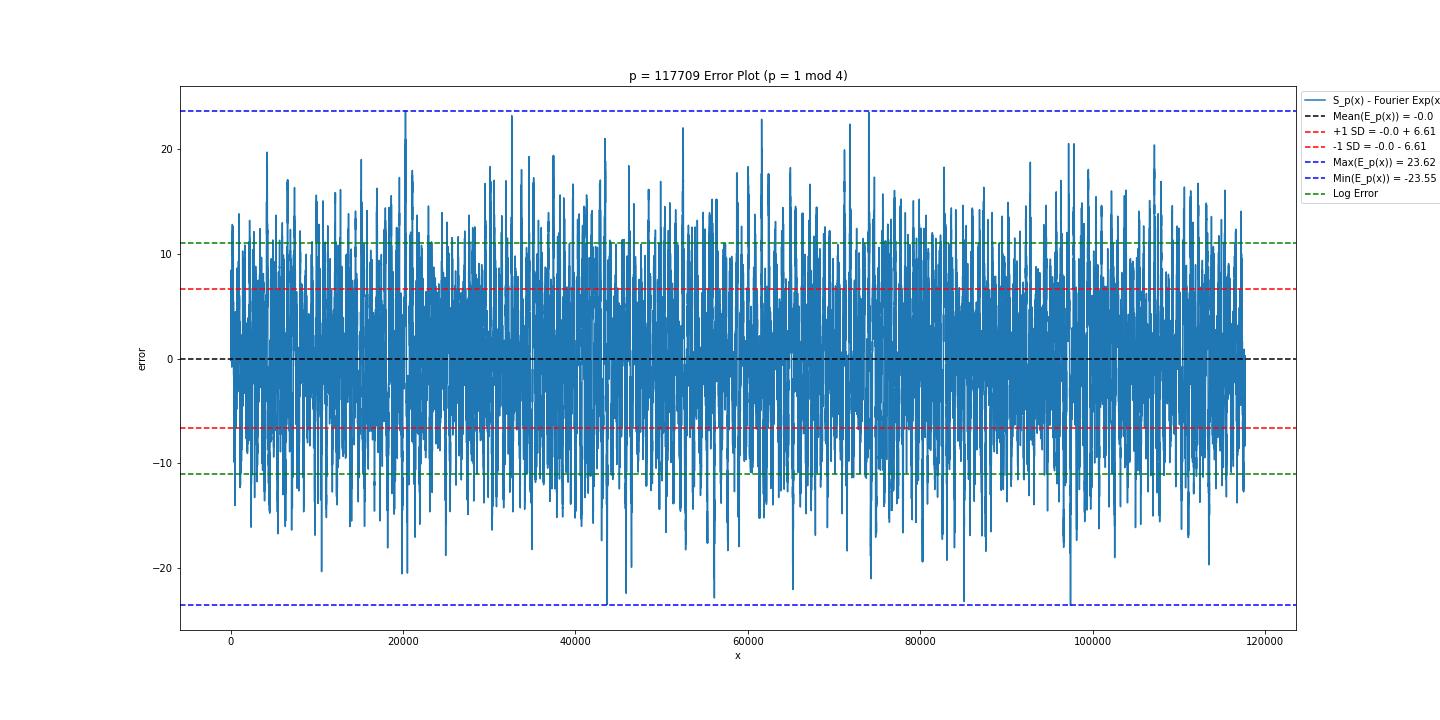 p = 117709 Error Plot (p = 1 mod 4)
S_p(x) - Fourier Exp(x
Mean(E_p(x)) = -0.0
+1 SD = -0.0 + 6.61
-1 SD = -0.0 - 6.61
Max(E_p(x)) = 23.62
Min(E_p(x)) = -23.55
Log Error
error
20
10
0
−10
−20
0 20000 40000 60000 80000 100000 120000
x